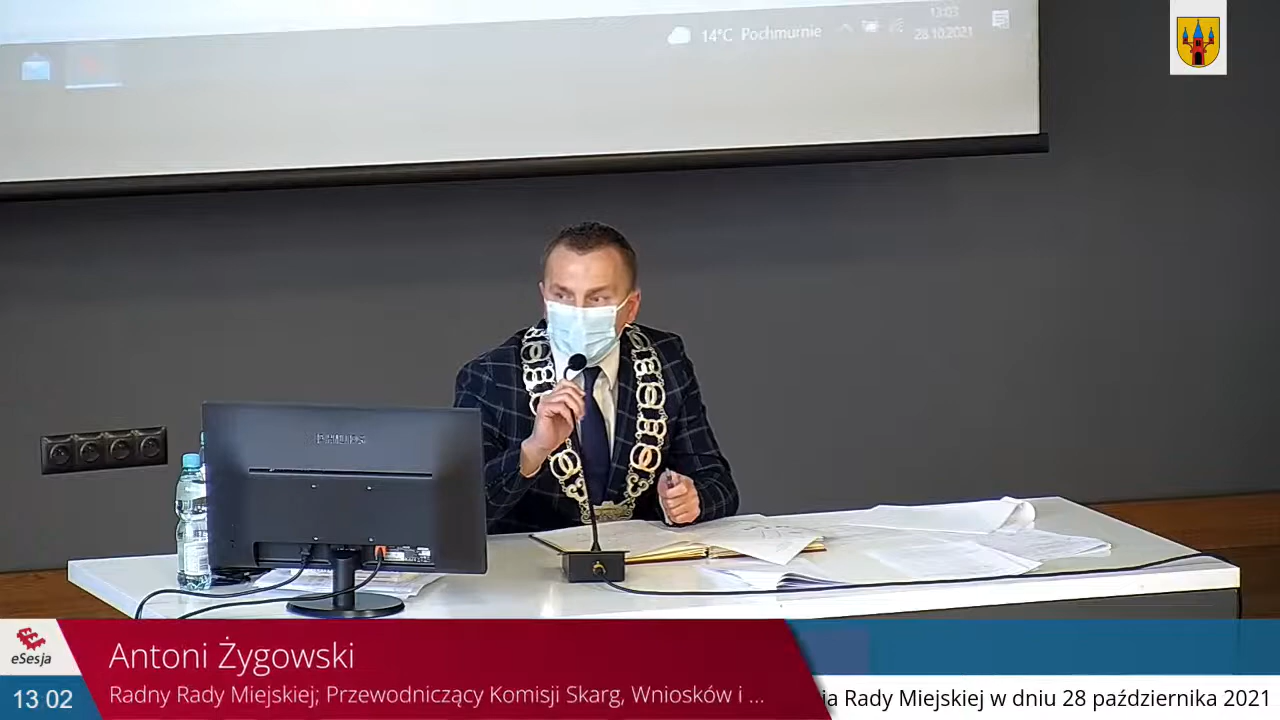 14°C Pochmurnie
13:03
28.10.2021
PHILIPS
Antoni Żygowski
eSesja
13 02
Radny Rady Miejskiej; Przewodniczący Komisji Skarg, Wniosków i ...
ia Rady Miejskiej w dniu 28 października 2021